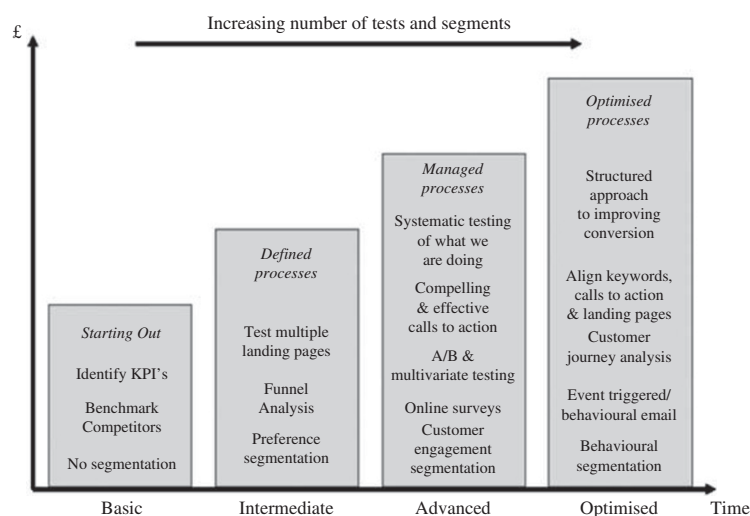 Increasing number of tests and segments
£
Starting Out
Identify KPI's
Benchmark
Competitors
No segmentation
Defined
processes
Test multiple
landing pages
Funnel
Analysis
Preference
segmentation
Managed
processes
Systematic testing
of what we
are doing
Compelling
& effective
calls to action
A/B &
multivariate testing
Online surveys
Customer
engagement
segmentation
Optimised
processes
Structured
approach
to improving
conversion
Align keywords,
calls to action
& landing pages
Customer
journey analysis
Event triggered/
behavioural email
Behavioural
segmentation
Basic
Intermediate
Advanced
Optimised
Time